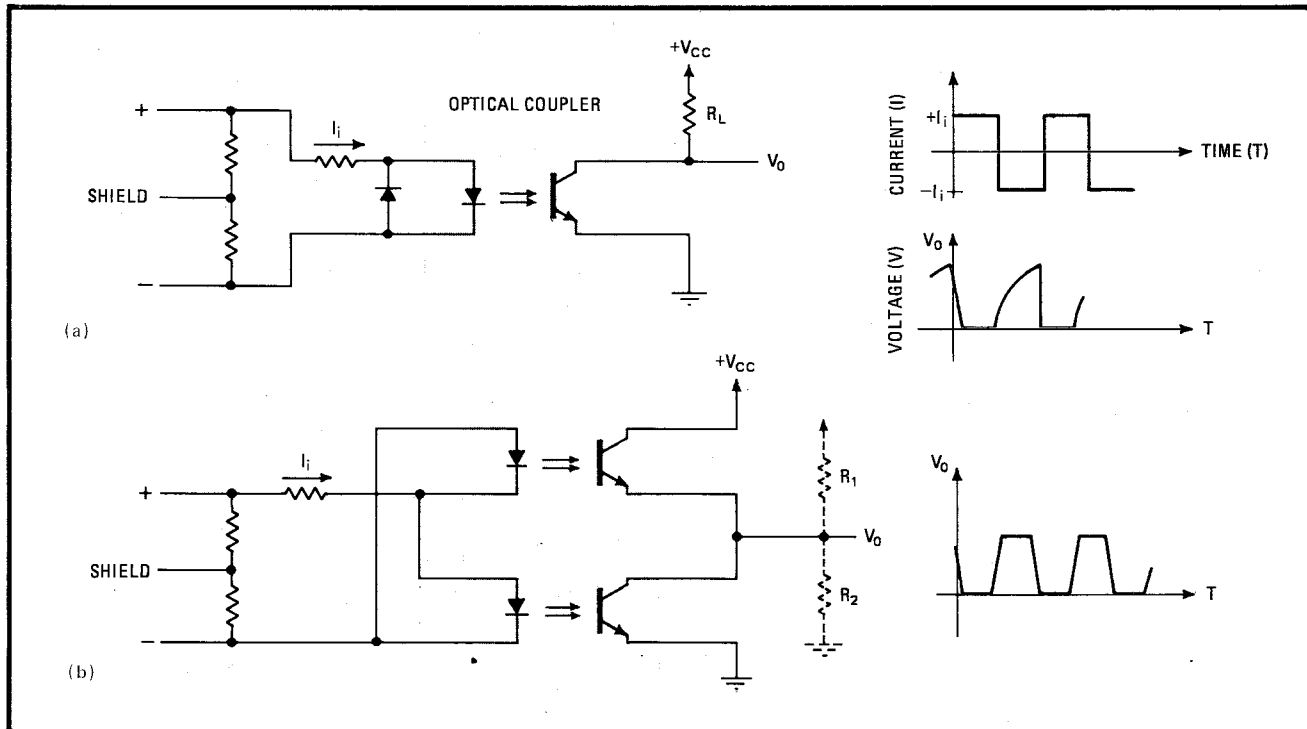 +VCC
OPTICAL COUPLER
RL
+
Ii
SHIELD
VO
−
(a)
CURRENT (I)
+Ii
−Ii
TIME (T)
VOLTAGE (V)
VO
T
+VCC
Ii
+
SHIELD
−
R1
VO
R2
(b)
VO
T